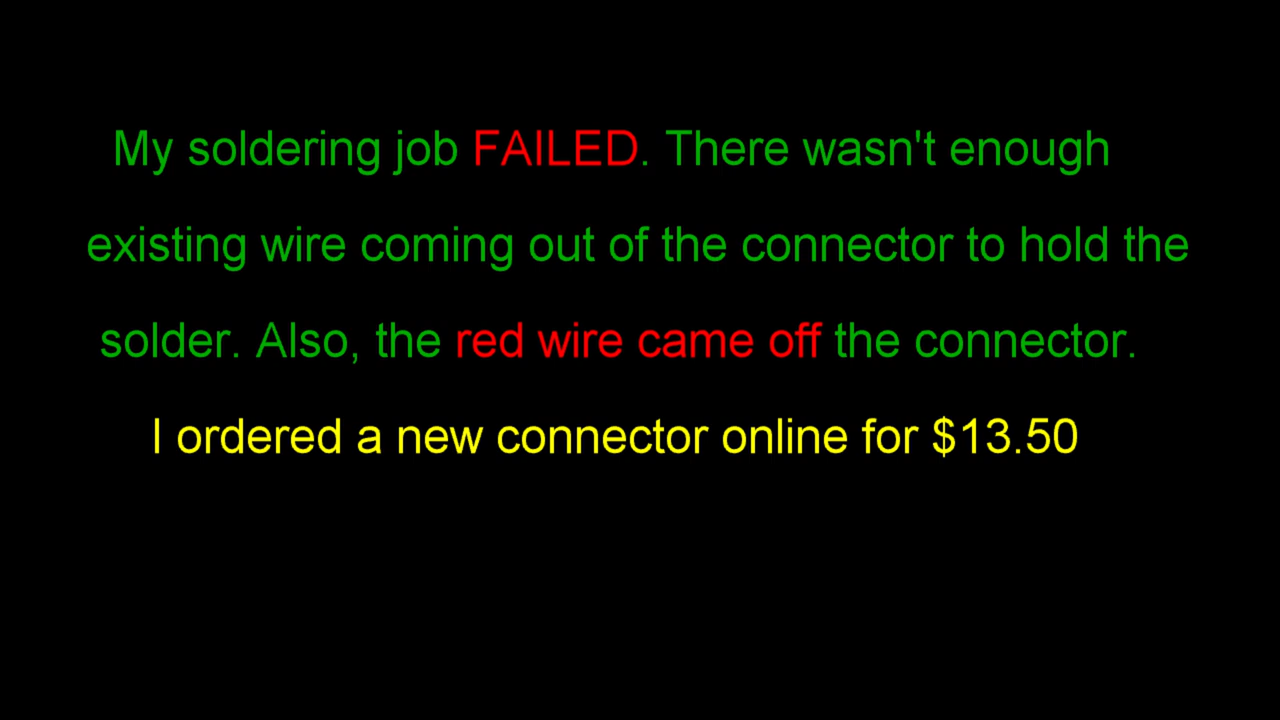 My soldering job FAILED. There wasn't enough
existing wire coming out of the connector to hold the
solder. Also, the red wire came off the connector.
I ordered a new connector online for $13.50